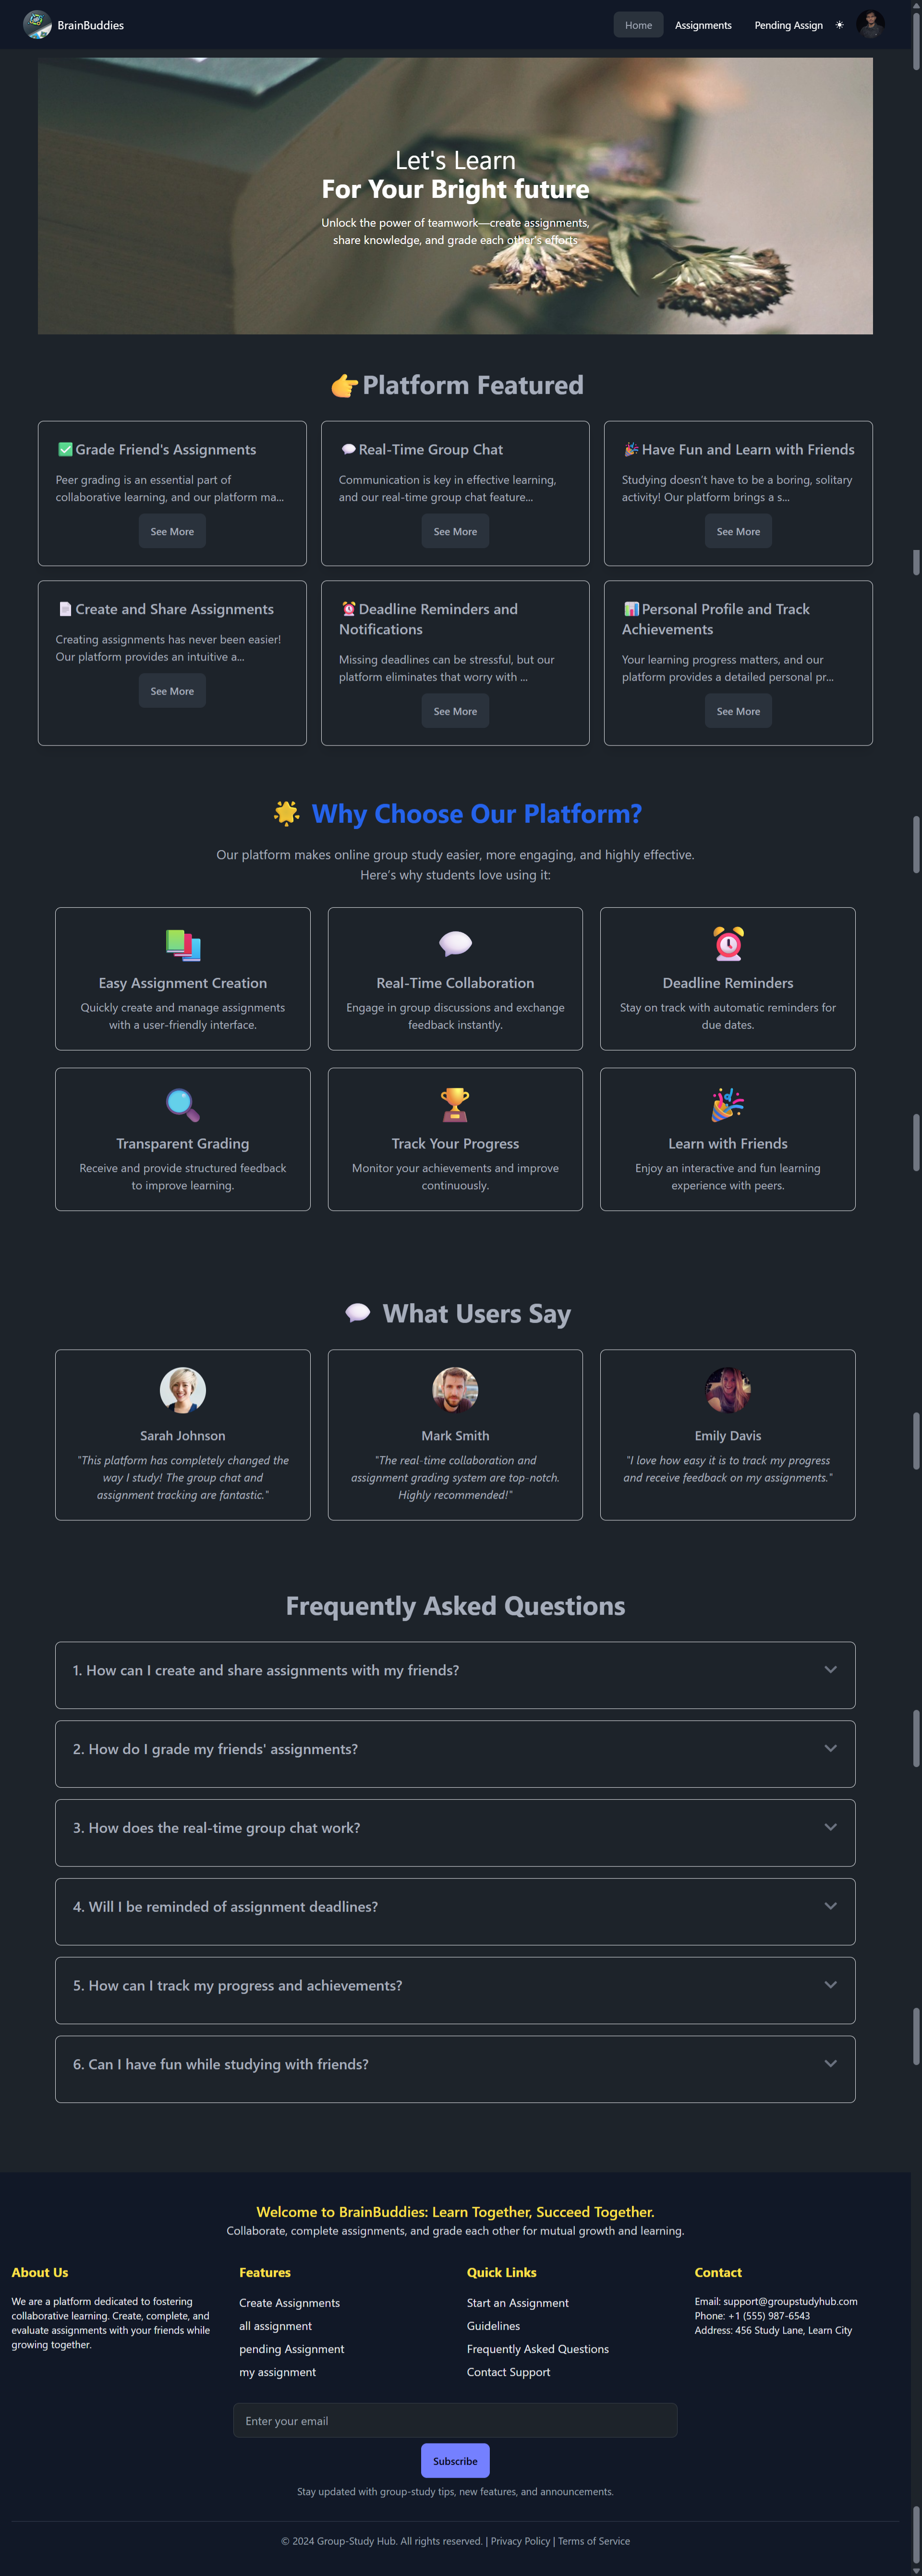 BrainBuddies
Home
Assignments
Pending Assign
Let's Learn
For Your Bright future
Unlock the power of teamwork—create assignments,
share knowledge, and grade each other's efforts
👉Platform Featured
✅Grade Friend's Assignments
Peer grading is an essential part of
collaborative learning, and our platform ma...
See More
💬Real-Time Group Chat
Communication is key in effective learning,
and our real-time group chat feature...
See More
🎉Have Fun and Learn with Friends
Studying doesn't have to be a boring, solitary
activity! Our platform brings a s...
See More
📄Create and Share Assignments
Creating assignments has never been easier!
Our platform provides an intuitive a...
See More
⏰Deadline Reminders and
Notifications
Missing deadlines can be stressful, but our
platform eliminates that worry with ...
See More
📊Personal Profile and Track
Achievements
Your learning progress matters, and our
platform provides a detailed personal pr...
See More
🌟 Why Choose Our Platform?
Our platform makes online group study easier, more engaging, and highly effective.
Here's why students love using it:
Easy Assignment Creation
Quickly create and manage assignments
with a user-friendly interface.
Real-Time Collaboration
Engage in group discussions and exchange
feedback instantly.
Deadline Reminders
Stay on track with automatic reminders for
due dates.
Transparent Grading
Receive and provide structured feedback
to improve learning.
Track Your Progress
Monitor your achievements and improve
continuously.
Learn with Friends
Enjoy an interactive and fun learning
experience with peers.
💬 What Users Say
Sarah Johnson
"This platform has completely changed the
way I study! The group chat and
assignment tracking are fantastic."
Mark Smith
"The real-time collaboration and
assignment grading system are top-notch.
Highly recommended!"
Emily Davis
"I love how easy it is to track my progress
and receive feedback on my assignments."
Frequently Asked Questions
1. How can I create and share assignments with my friends?
2. How do I grade my friends' assignments?
3. How does the real-time group chat work?
4. Will I be reminded of assignment deadlines?
5. How can I track my progress and achievements?
6. Can I have fun while studying with friends?
Welcome to BrainBuddies: Learn Together, Succeed Together.
Collaborate, complete assignments, and grade each other for mutual growth and learning.
About Us
We are a platform dedicated to fostering
collaborative learning. Create, complete, and
evaluate assignments with your friends while
growing together.
Features
Create Assignments
all assignment
pending Assignment
my assignment
Quick Links
Start an Assignment
Guidelines
Frequently Asked Questions
Contact Support
Contact
Email: support@groupstudyhub.com
Phone: +1 (555) 987-6543
Address: 456 Study Lane, Learn City
Enter your email
Subscribe
Stay updated with group-study tips, new features, and announcements.
© 2024 Group-Study Hub. All rights reserved. | Privacy Policy | Terms of Service